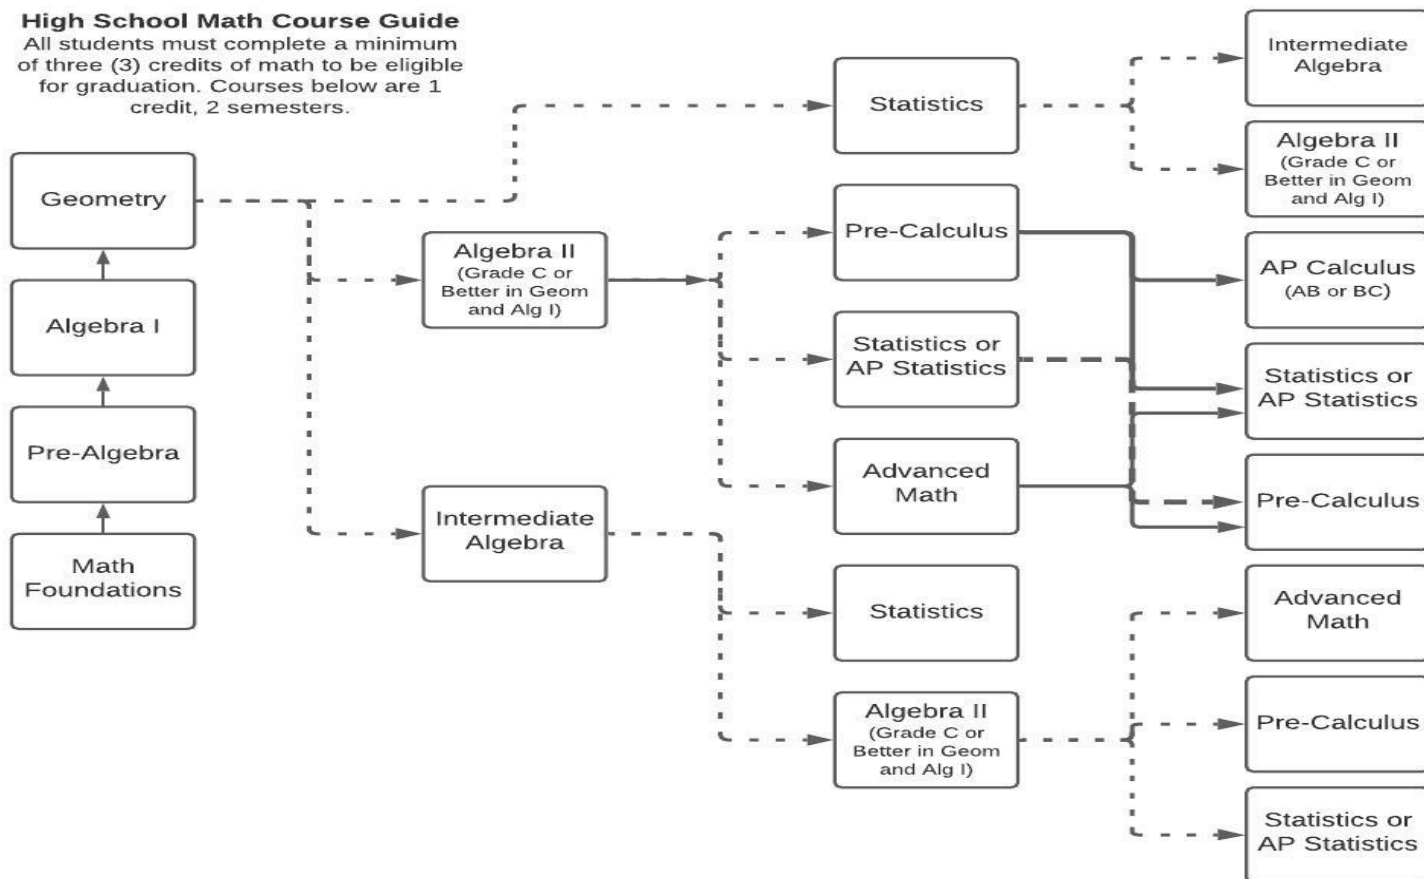 High School Math Course Guide
All students must complete a minimum
of three (3) credits of math to be eligible
for graduation. Courses below are 1
credit, 2 semesters.
Geometry
Algebra I
Pre-Algebra
Math
Foundations
Algebra II
(Grade C or
Better in Geom
and Alg I)
Intermediate
Algebra
Statistics
Pre-Calculus
Statistics or
AP Statistics
Advanced
Math
Statistics
Algebra II
(Grade C or
Better in Geom
and Alg I)
Intermediate
Algebra
Algebra II
(Grade C or
Better in Geom
and Alg I)
AP Calculus
(AB or BC)
Statistics or
AP Statistics
Pre-Calculus
Advanced
Math
Pre-Calculus
Statistics or
AP Statistics